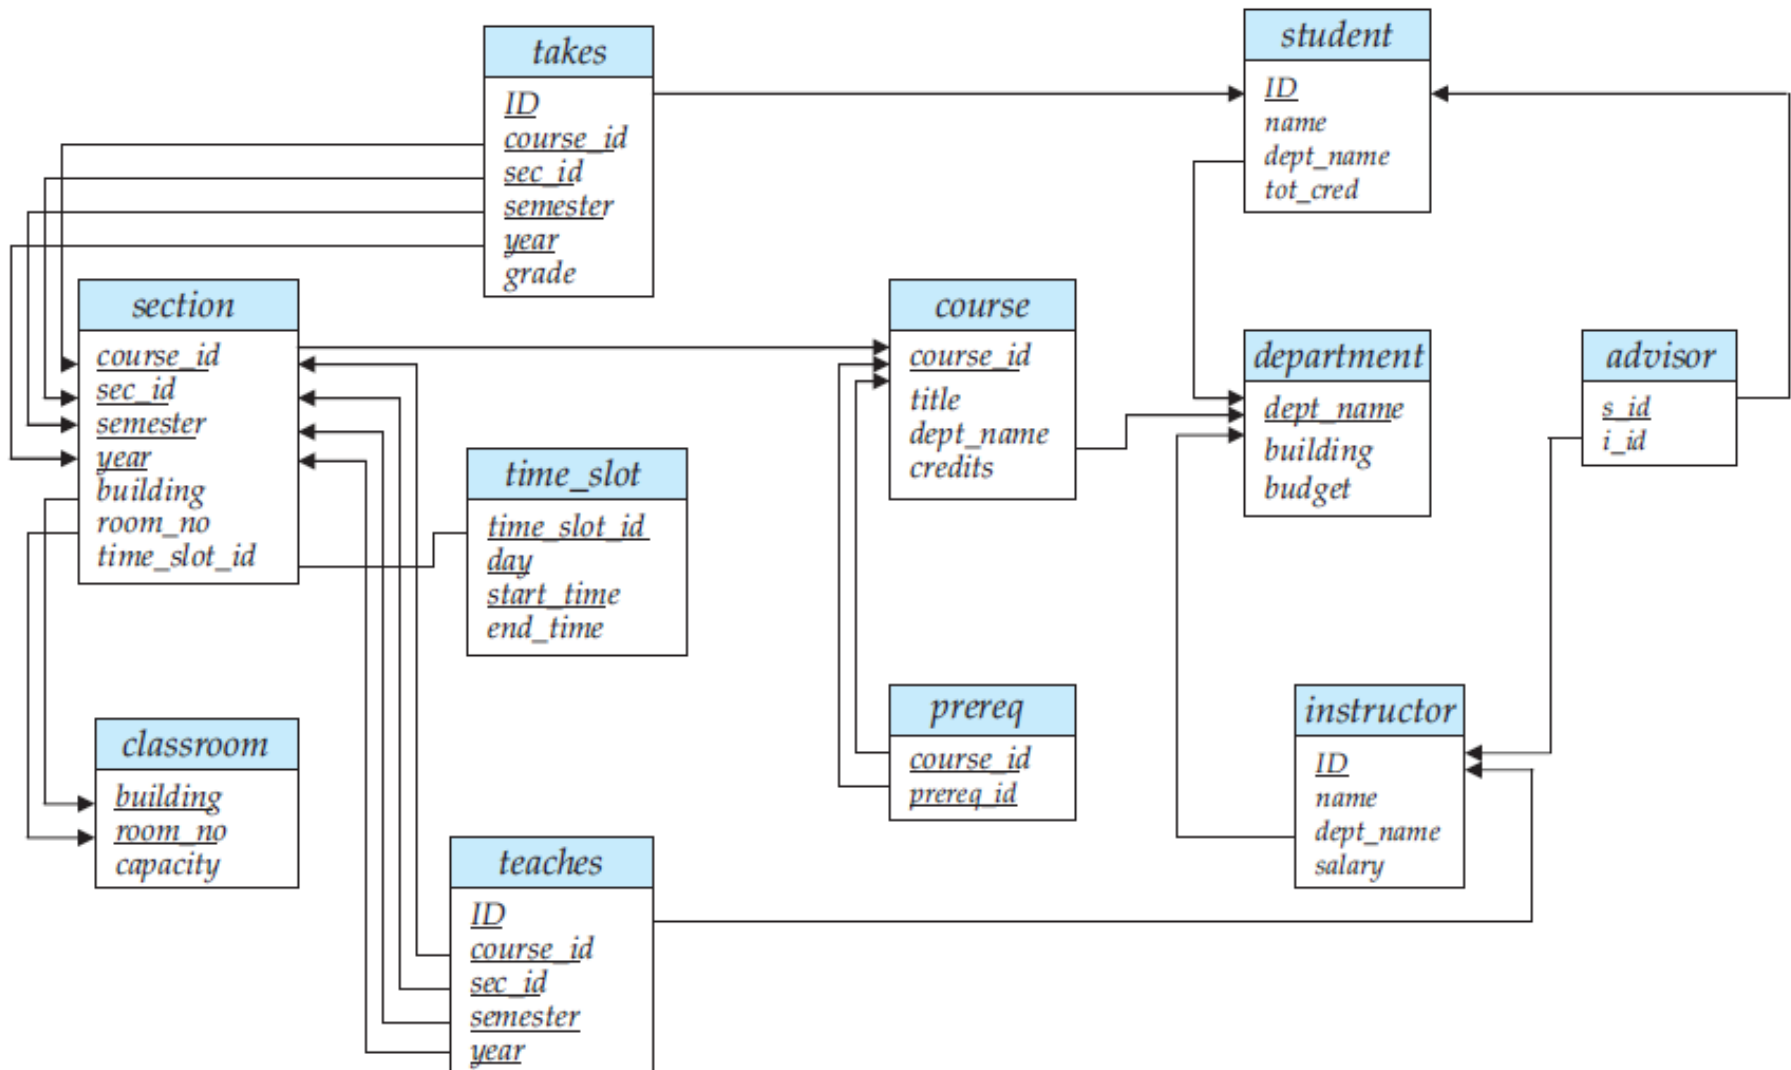 takes
ID
course_id
sec_id
semester
year
grade
student
ID
name
dept_name
tot_cred
section
course_id
sec_id
semester
year
building
room_no
time_slot_id
course
course_id
title
dept_name
credits
department
dept_name
building
budget
advisor
s_id
i_id
time_slot
time_slot_id
day
start_time
end_time
classroom
building
room_no
capacity
prereq
course_id
prereq_id
instructor
ID
name
dept_name
salary
teaches
ID
course_id
sec_id
semester
year